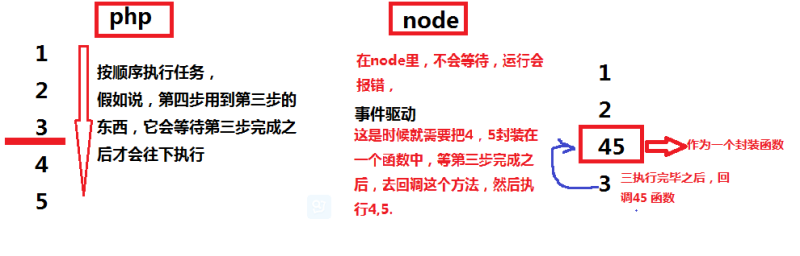 php
1
2
3
4
5
按顺序执行任务，
假如说，第四步用到第三步的
东西，它会等待第三步完成之
后才会往下执行
node
在node里，不会等待，运行会
报错，
事件驱动
这是时候就需要把4，5封装在
一个函数中，等第三步完成之
后，去回调这个方法，然后执
行4,5.
1
2
45
3
作为一个封装函数
三执行完毕之后，回
调45 函数